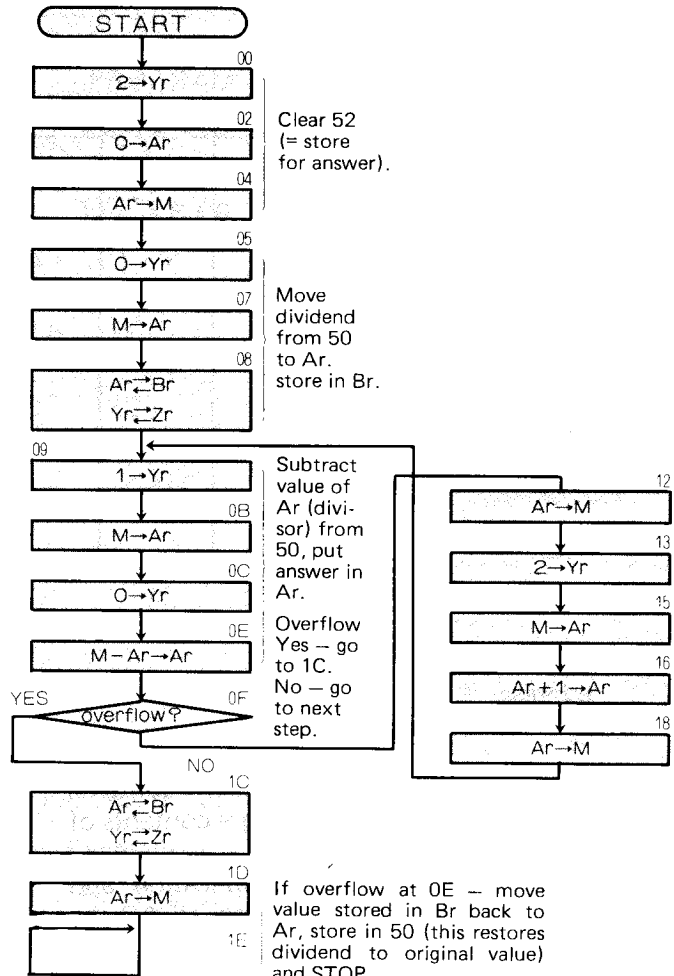 START
00
2→Yr
02
0→Ar
04
Ar→M
Clear 52
(= store
for answer).
05
0→Yr
07
M→Ar
08
Ar⇄Br
Yr⇄Zr
Move
dividend
from 50
to Ar.
store in Br.
09
1→Yr
0B
M→Ar
0C
0→Yr
0E
M−Ar→Ar
Subtract
value of
Ar (divi-
sor) from
50, put
answer in
Ar.
Overflow
Yes – go
to 1C.
No – go
to next
step.
YES
overflow?
0F
NO
12
Ar→M
13
2→Yr
15
M→Ar
16
Ar+1→Ar
18
Ar→M
1C
Ar⇄Br
Yr⇄Zr
1D
Ar→M
1E
If overflow at 0E – move
value stored in Br back to
Ar, store in 50 (this restores
dividend to original value)
and STOP